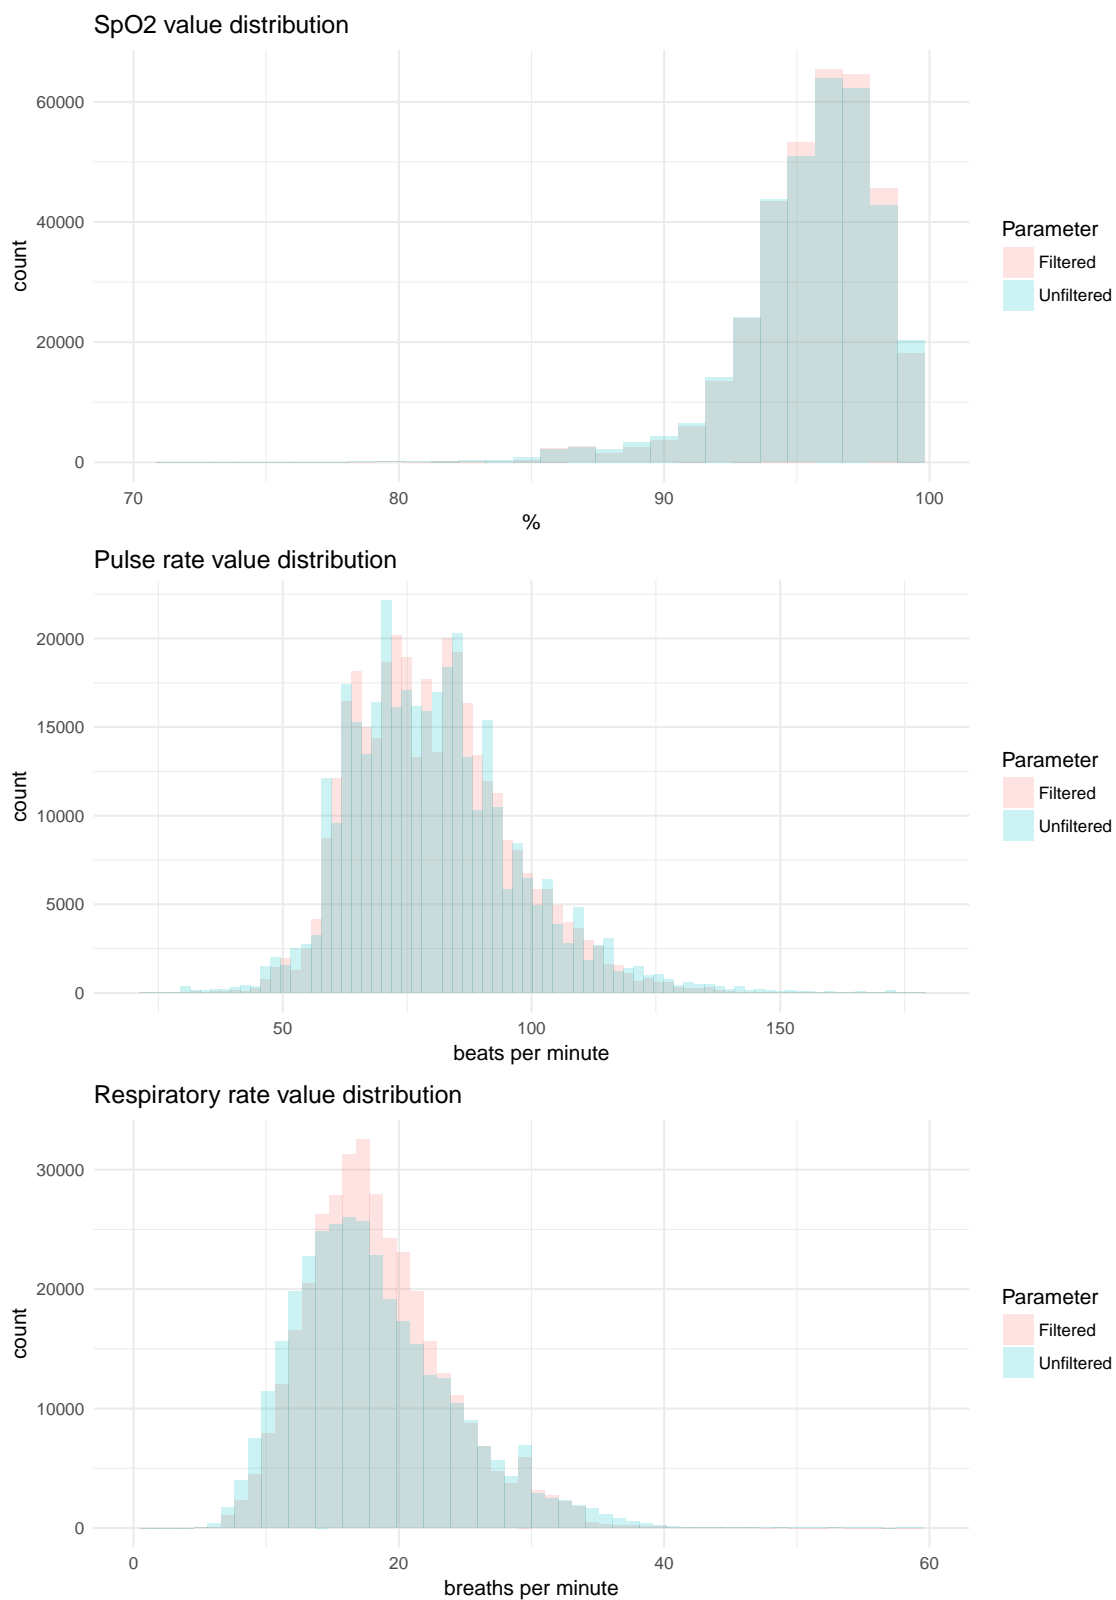 SpO2 value distribution
60000
40000
20000
0
count
70 80 90 100
%
Parameter
Filtered
Unfiltered
Pulse rate value distribution
20000
15000
10000
5000
0
count
50 100 150
beats per minute
Parameter
Filtered
Unfiltered
Respiratory rate value distribution
30000
20000
10000
0
count
0 20 40 60
breaths per minute
Parameter
Filtered
Unfiltered